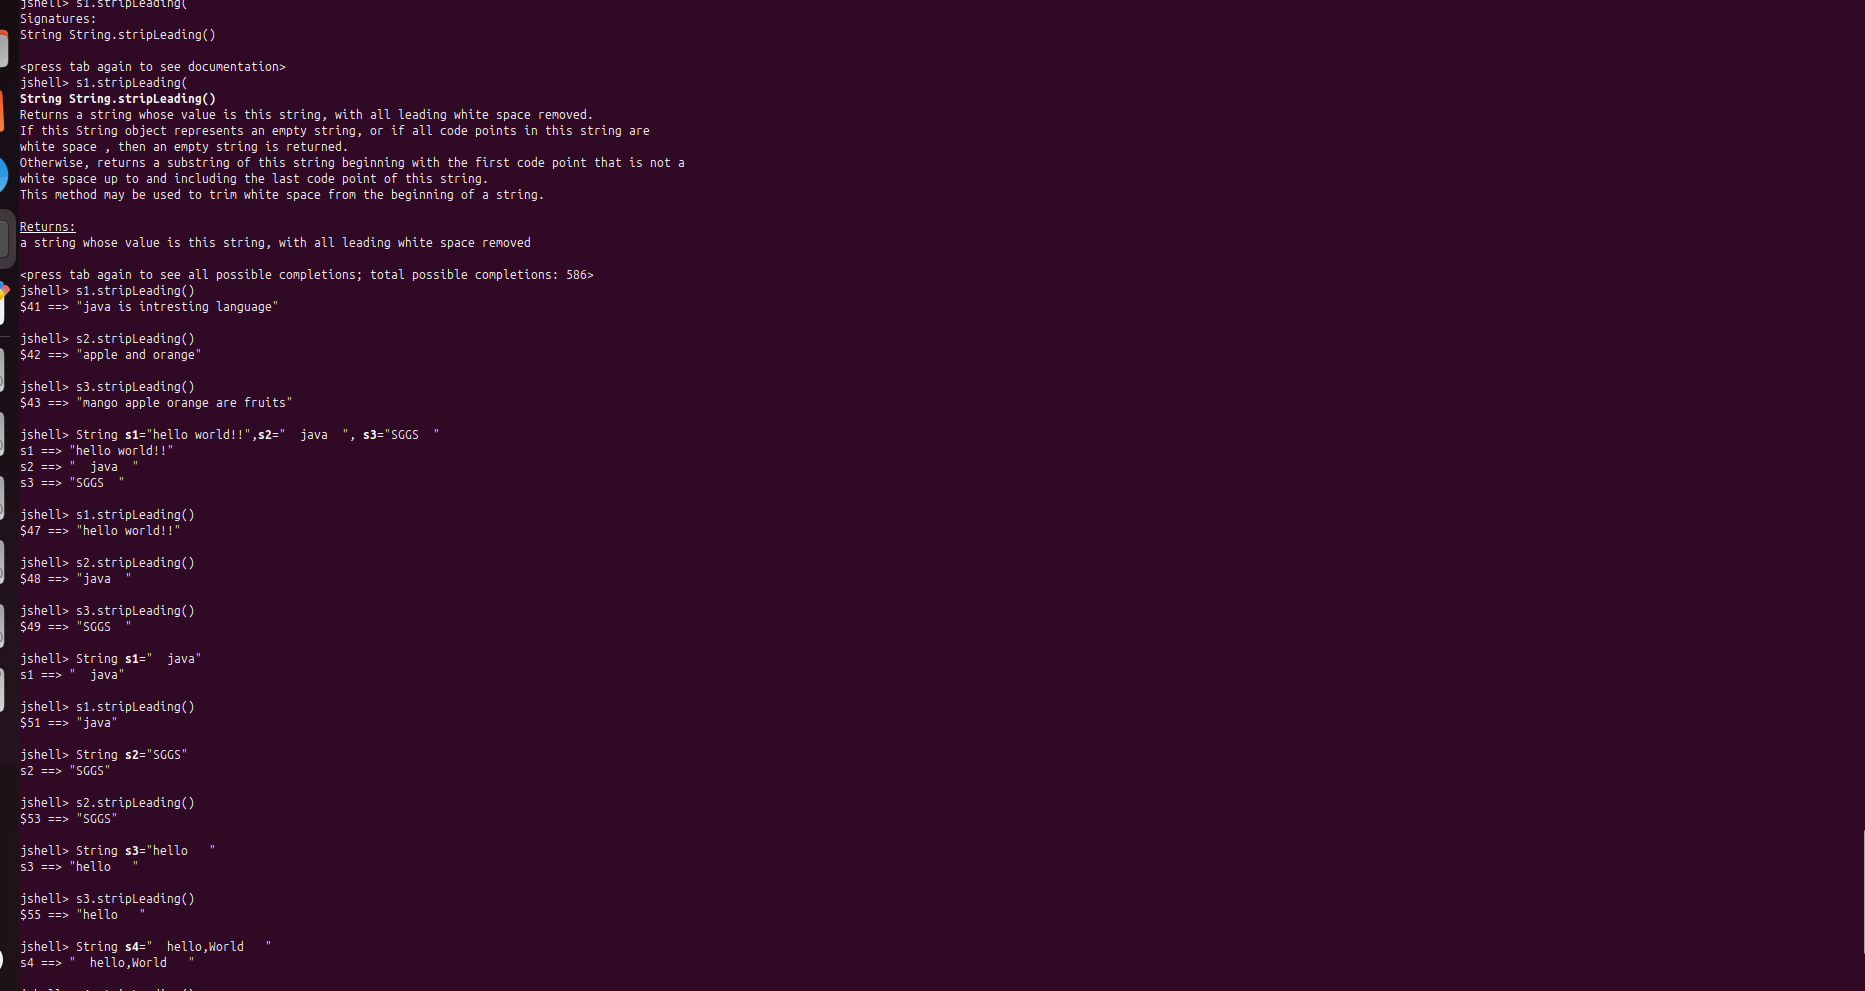 jshell> s1.stripLeading(
Signatures:
String String.stripLeading()
<press tab again to see documentation>
jshell> s1.stripLeading(
String String.stripLeading()
Returns a string whose value is this string, with all leading white space removed.
If this String object represents an empty string, or if all code points in this string are
white space , then an empty string is returned.
Otherwise, returns a substring of this string beginning with the first code point that is not a
white space up to and including the last code point of this string.
This method may be used to trim white space from the beginning of a string.
Returns:
a string whose value is this string, with all leading white space removed
<press tab again to see all possible completions; total possible completions: 586>
jshell> s1.stripLeading()
$41 ==> "java is intresting language"
jshell> s2.stripLeading()
$42 ==> "apple and orange"
jshell> s3.stripLeading()
$43 ==> "mango apple orange are fruits"
jshell> String s1="hello world!!",s2="  java  ", s3="SGGS  "
s1 ==> "hello world!!"
s2 ==> "  java  "
s3 ==> "SGGS  "
jshell> s1.stripLeading()
$47 ==> "hello world!!"
jshell> s2.stripLeading()
$48 ==> "java  "
jshell> s3.stripLeading()
$49 ==> "SGGS  "
jshell> String s1="  java"
s1 ==> "  java"
jshell> s1.stripLeading()
$51 ==> "java"
jshell> String s2="SGGS"
s2 ==> "SGGS"
jshell> s2.stripLeading()
$53 ==> "SGGS"
jshell> String s3="hello   "
s3 ==> "hello   "
jshell> s3.stripLeading()
$55 ==> "hello   "
jshell> String s4="  hello,World   "
s4 ==> "  hello,World   "